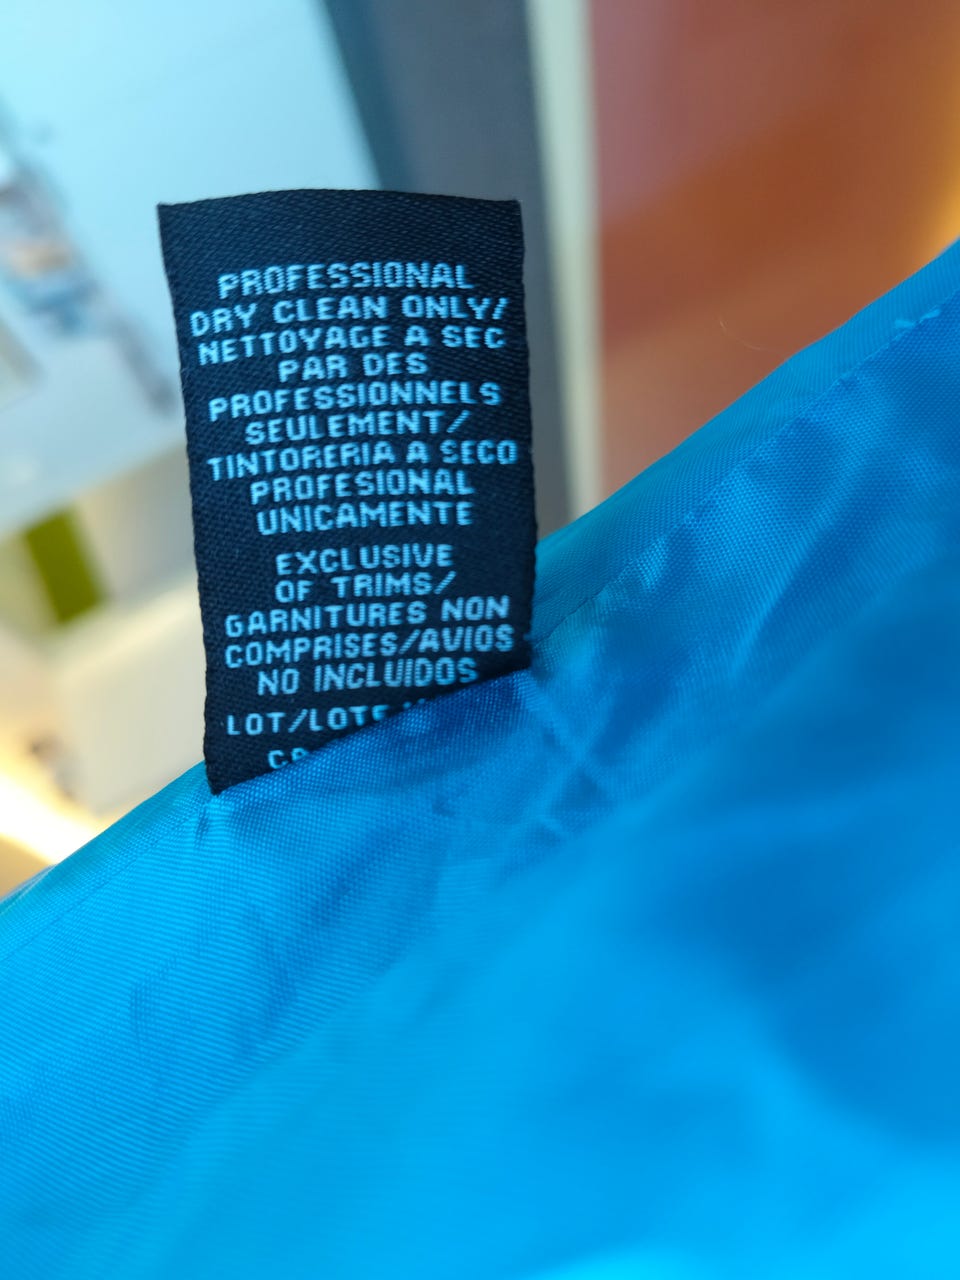 PROFESSIONAL
DRY CLEAN ONLY/
NETTOYAGE A SEC
PAR DES
PROFESSIONNELS
SEULEMENT/
TINTORERIA A SECO
PROFESIONAL
UNICAMENTE
EXCLUSIVE
OF TRIMS/
GARNITURES NON
COMPRISES/AVIOS
NO INCLUIDOS
LOT/LOTE